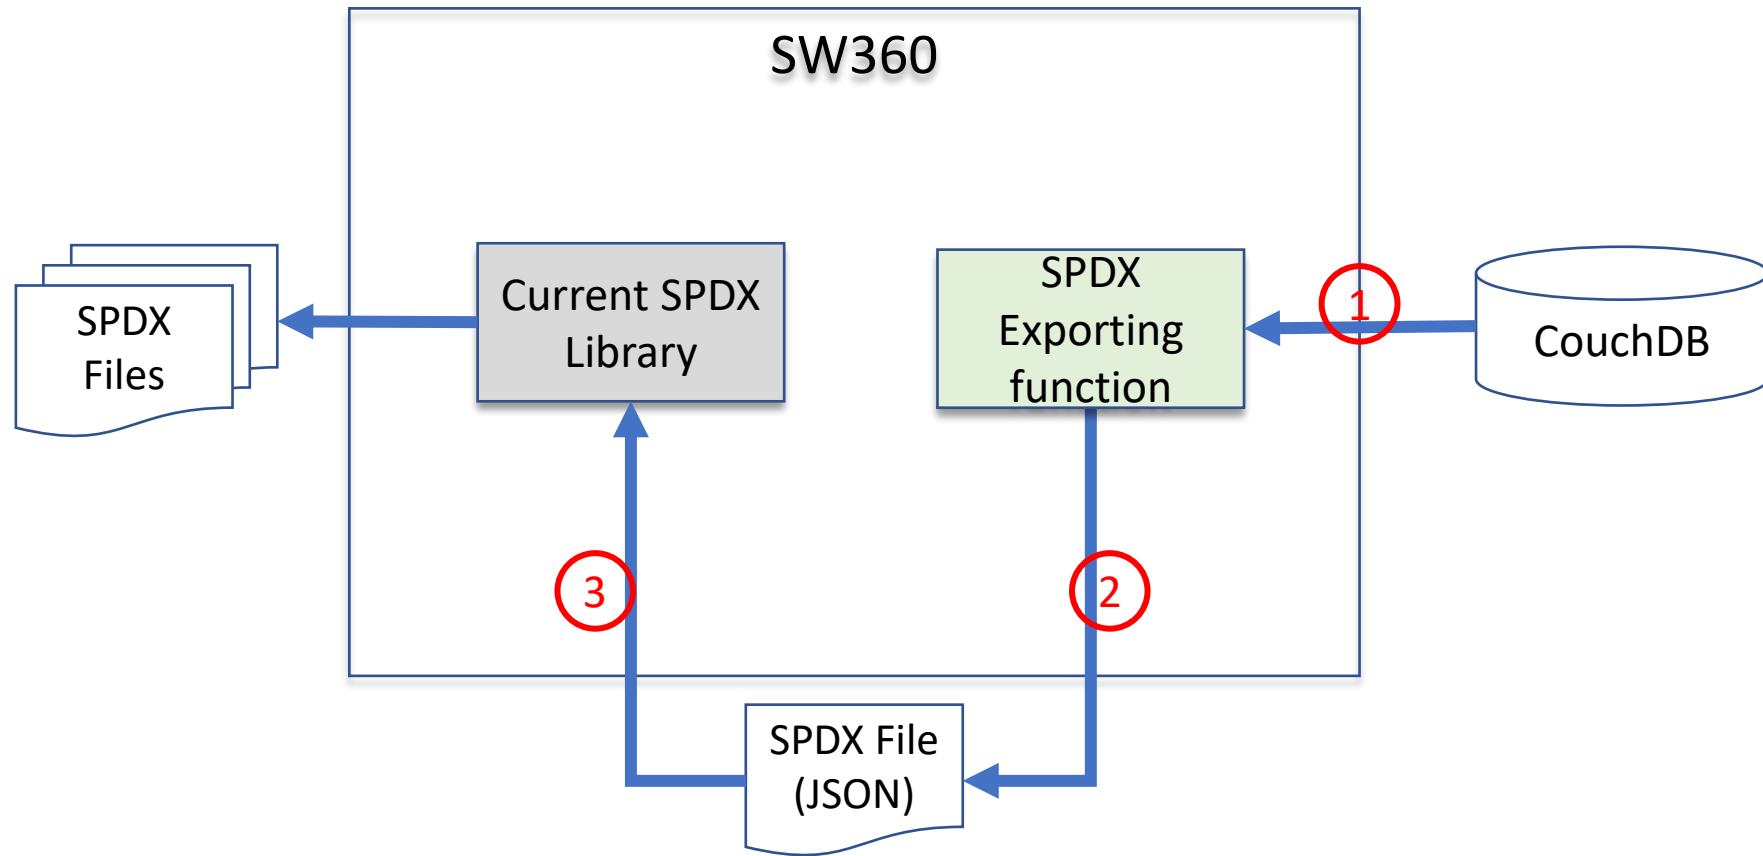 SW360
SPDX
Files
Current SPDX
Library
SPDX
Exporting
function
1
CouchDB
3
2
SPDX File
(JSON)